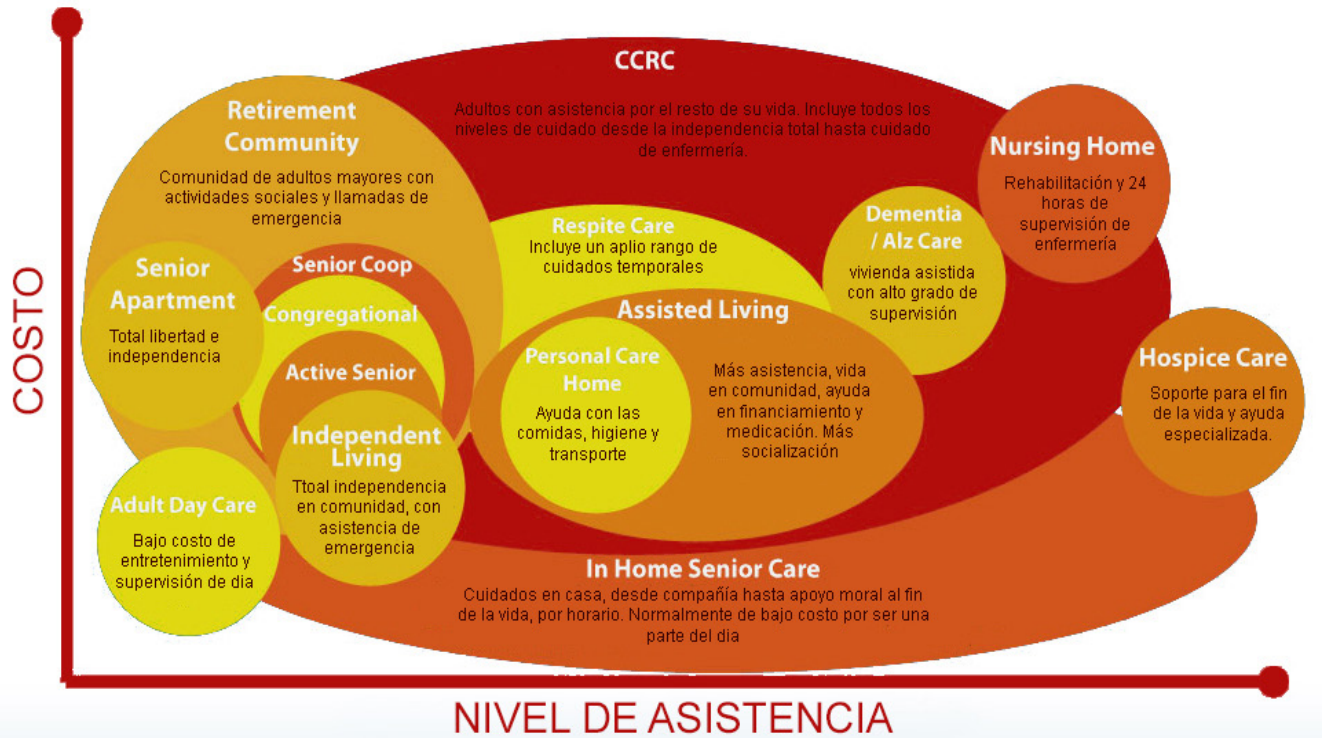 COSTO
CCRC
Adultos con asistencia por el resto de su vida. Incluye todos los
niveles de cuidado desde la independencia total hasta cuidado
de enfermería.
Retirement
Community
Comunidad de adultos mayores con
actividades sociales y llamadas de
emergencia
Nursing Home
Rehabilitación y 24
horas de
supervisión de
enfermería
Respite Care
Incluye un aplio rango de
cuidados temporales
Dementia
/ Alz Care
vivienda asistida
con alto grado de
supervisión
Senior
Apartment
Total libertad e
independencia
Senior Coop
Congregational
Active Senior
Independent
Living
Ttoal independencia
en comunidad, con
asistencia de
emergencia
Assisted Living
Más asistencia, vida
en comunidad, ayuda
en financiamiento y
medicación. Más
socialización
Personal Care
Home
Ayuda con las
comidas, higiene y
transporte
Hospice Care
Soporte para el fin
de la vida y ayuda
especializada.
Adult Day Care
Bajo costo de
entretenimiento y
supervisión de dia
In Home Senior Care
Cuidados en casa, desde compañía hasta apoyo moral al fin
de la vida, por horario. Normalmente de bajo costo por ser una
parte del dia
NIVEL DE ASISTENCIA